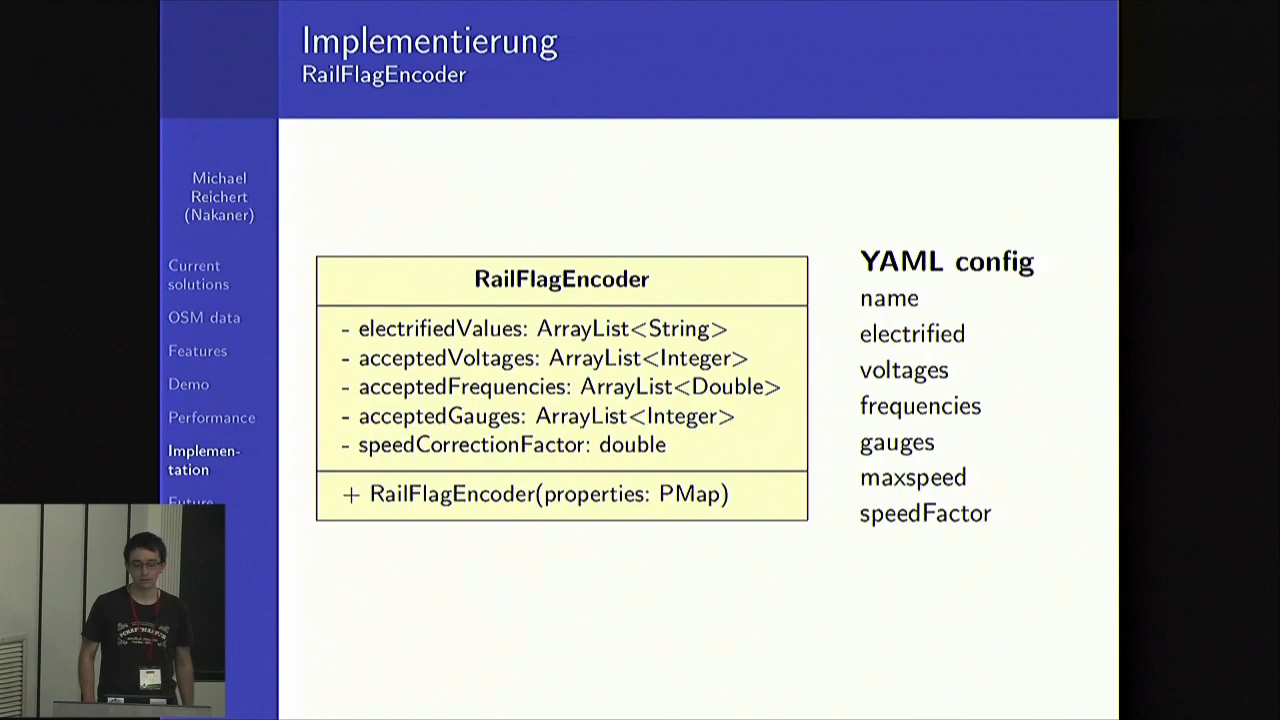 Implementierung
RailFlagEncoder
Michael
Reichert
(Nakaner)
Current
solutions
OSM data
Features
Demo
Performance
Implemen-
tation
Future
RailFlagEncoder
- electrifiedValues: ArrayList<String>
- acceptedVoltages: ArrayList<Integer>
- acceptedFrequencies: ArrayList<Double>
- acceptedGauges: ArrayList<Integer>
- speedCorrectionFactor: double
+ RailFlagEncoder(properties: PMap)
YAML config
name
electrified
voltages
frequencies
gauges
maxspeed
speedFactor